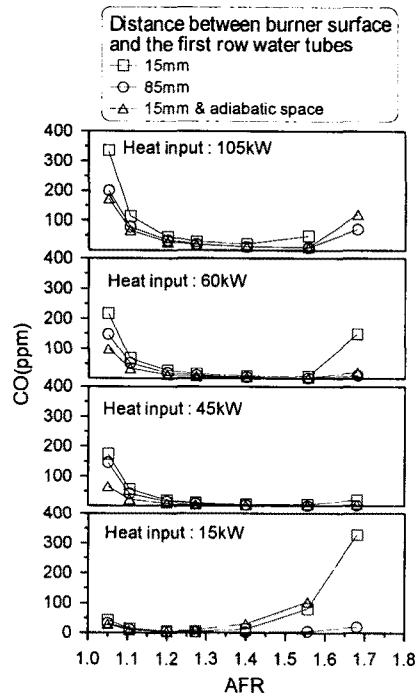 Distance between burner surface
and the first row water tubes
15mm
85mm
15mm & adiabatic space
400
Heat input : 105kW
300
200
100
400
Heat input : 60kW
300
200
100
CO(ppm)
400
300
Heat input : 45kW
200
100
400
Heat input : 15kW
300
200
100
0
1.0 1.1 1.2 1.3 1.4 1.5 1.6 1.7 1.8
AFR